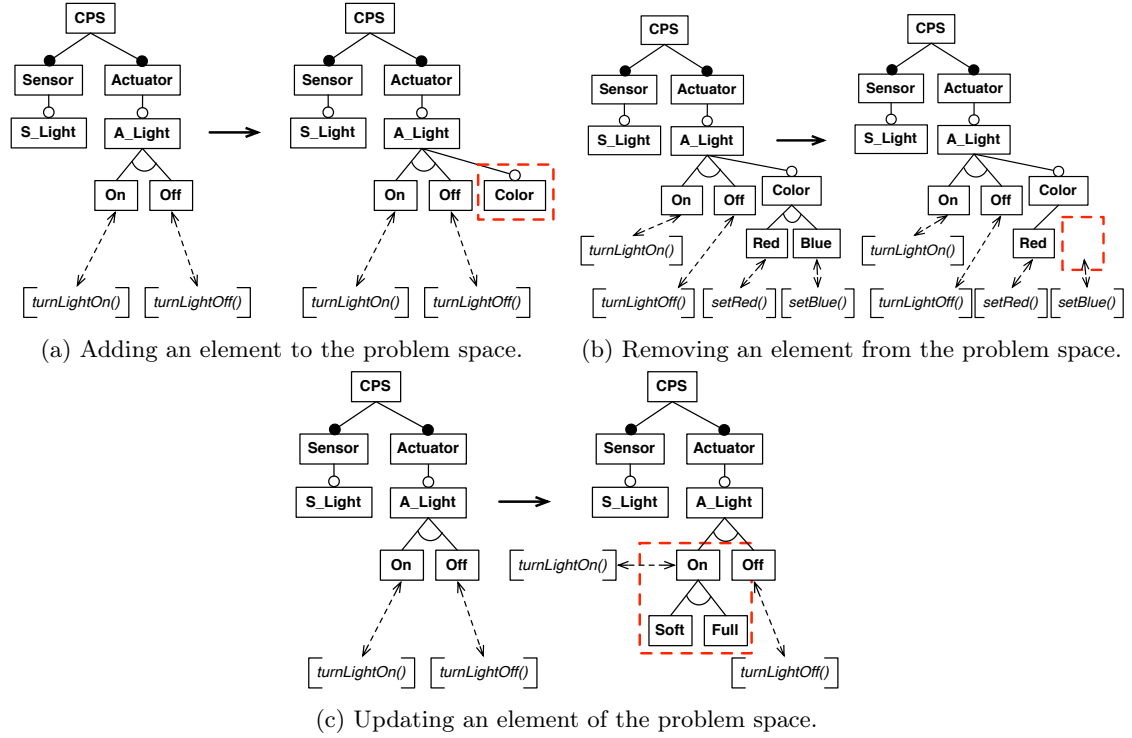 CPS
CPS
Sensor
Actuator
Sensor
Actuator
S_Light
A_Light
S_Light
A_Light
On
Off
On
Off
Color
turnLightOn()
turnLightOff()
turnLightOn()
turnLightOff()
(a) Adding an element to the problem space.
CPS
CPS
Sensor
Actuator
Sensor
Actuator
S_Light
A_Light
S_Light
A_Light
On
Off
Color
On
Off
Color
turnLightOn()
Red
Blue
turnLightOn()
Red
turnLightOff()
setRed()
setBlue()
turnLightOff()
setRed()
setBlue()
(b) Removing an element from the problem space.
CPS
CPS
Sensor
Actuator
Sensor
Actuator
S_Light
A_Light
S_Light
A_Light
On
Off
turnLightOn()
On
Off
Soft
Full
turnLightOn()
turnLightOff()
turnLightOff()
(c) Updating an element of the problem space.